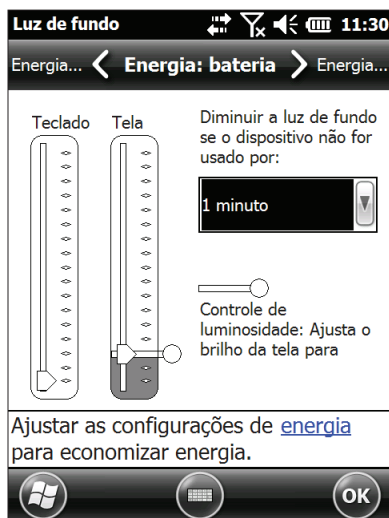 Luz de fundo 11:30
Energia... Energia: bateria Energia...
Teclado Tela
Diminuir a luz de fundo
se o dispositivo não for
usado por:
1 minuto
Controle de
luminosidade: Ajusta o
brilho da tela para
Ajustar as configurações de energia
para economizar energia.
OK